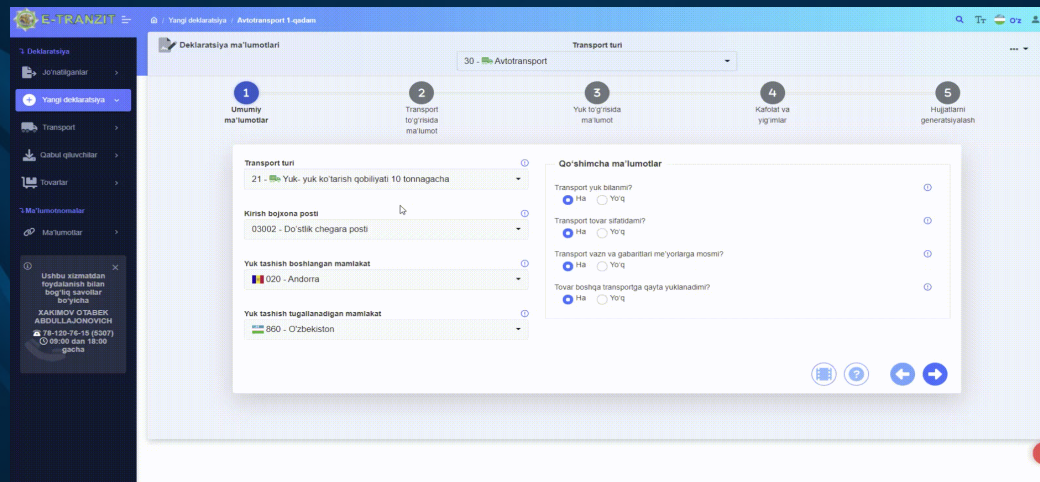 E-TRANZIT
/ Yangi deklaratsiya / Avtotransport 1-qadam
Tт O'z
Deklaratsiya
Jo'natilganlar
Yangi deklaratsiya
Transport
Qabul qiluvchilar
Tovarlar
Ma'lumotnomalar
Ma'lumotlar
Ushbu xizmatdan
foydalanish bilan
bog'liq savollar
bo'yicha
XAKIMOV OTABEK
ABDULLAJONOVICH
78-120-76-15 (5307)
09:00 dan 18:00
gacha
Deklaratsiya ma'lumotlari
Transport turi
30 - Avtotransport
1
Umumiy
ma'lumotlar
2
Transport
to'g'risida
ma'lumot
3
Yuk to'g'risida
ma'lumot
4
Kafolat va
yig'imlar
5
Hujjatlarni
generatsiyalash
Transport turi
21 - Yuk- yuk ko'tarish qobiliyati 10 tonnagacha
Kirish bojxona posti
03002 - Do'stlik chegara posti
Yuk tashish boshlangan mamlakat
020 - Andorra
Yuk tashish tugallanadigan mamlakat
860 - O'zbekiston
Qo'shimcha ma'lumotlar
Transport yuk bilanmi?
Ha Yo'q
Transport tovar sifatidami?
Ha Yo'q
Transport vazn va gabaritlari me'yorlarga mosmi?
Ha Yo'q
Tovar boshqa transportga qayta yuklanadimi?
Ha Yo'q